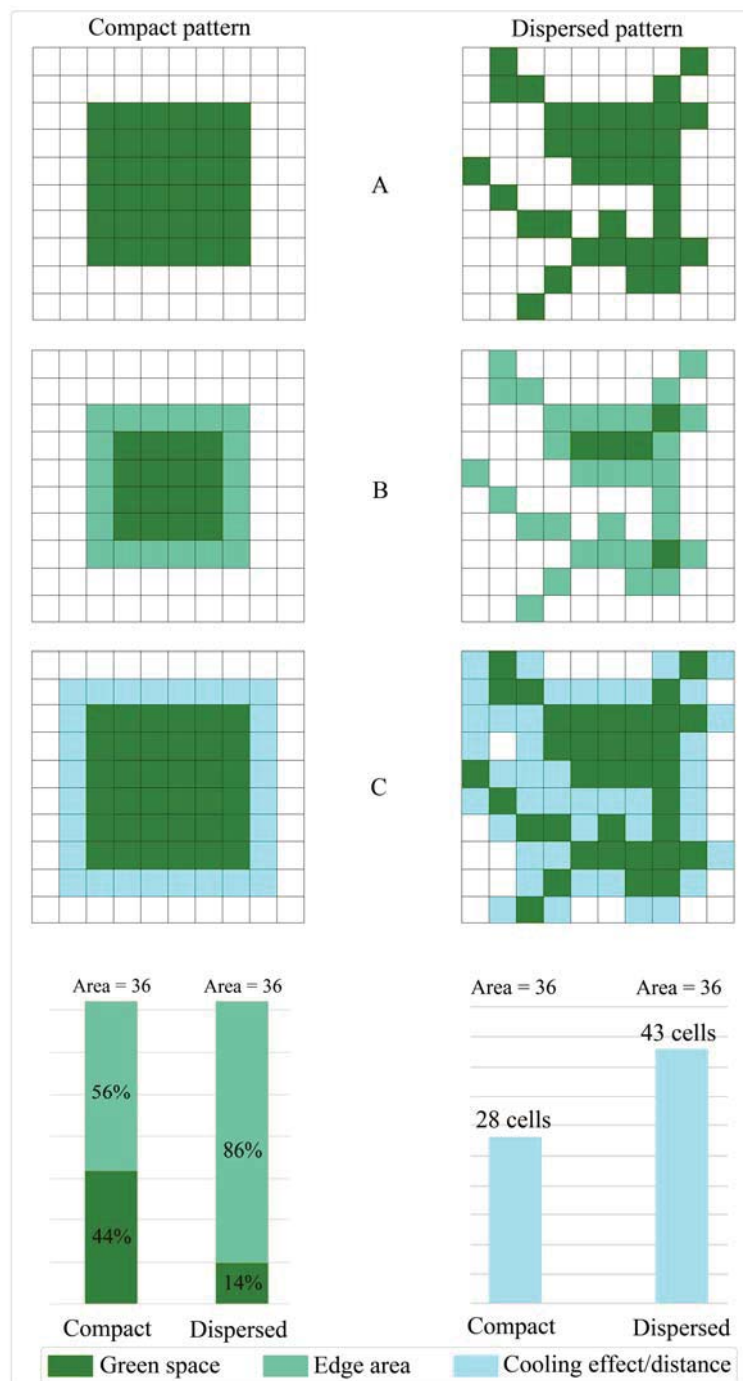 Compact pattern Dispersed pattern
A
B
C
Area = 36 Area = 36 Area = 36 Area = 36
43 cells
56%
28 cells
86%
44%
14%
Compact Dispersed Compact Dispersed
Green space Edge area Cooling effect/distance